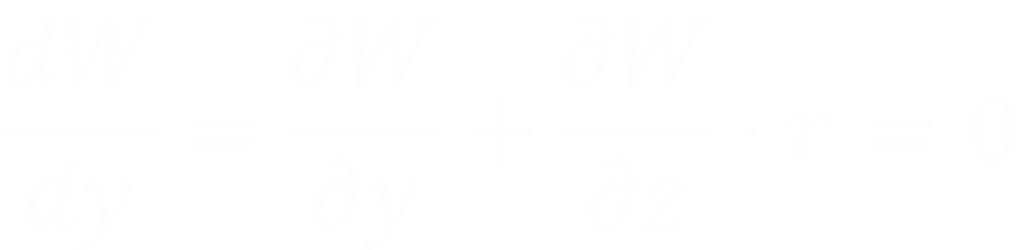 dW/dy = ∂W/∂y + ∂W/∂z · r = 0